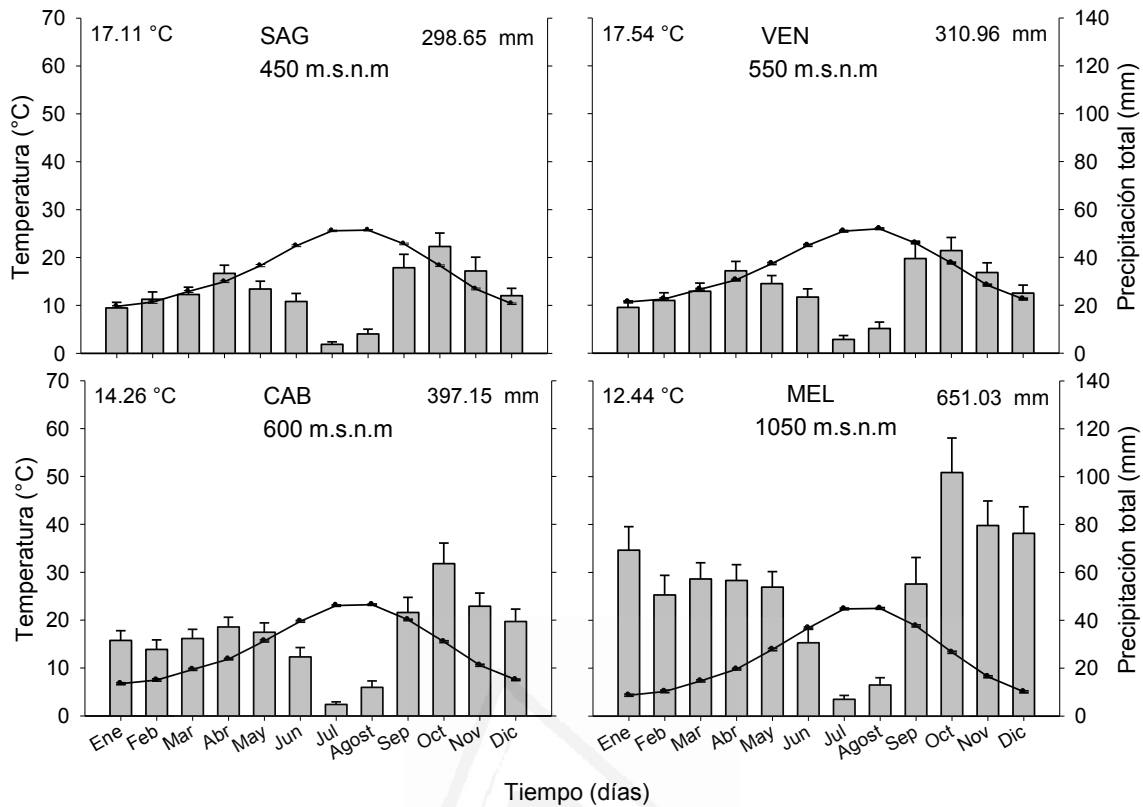 17.11 °C SAG 298.65 mm
450 m.s.n.m
17.54 °C VEN 310.96 mm
550 m.s.n.m
Temperatura (°C)
70
60
50
40
30
20
10
0
140
120
100
80
60
40
20
0
Precipitación total (mm)
14.26 °C CAB 397.15 mm
600 m.s.n.m
12.44 °C MEL 651.03 mm
1050 m.s.n.m
Temperatura (°C)
70
60
50
40
30
20
10
0
140
120
100
80
60
40
20
0
Precipitación total (mm)
Ene Feb Mar Abr May Jun Jul Agost Sep Oct Nov Dic
Ene Feb Mar Abr May Jun Jul Agost Sep Oct Nov Dic
Tiempo (días)